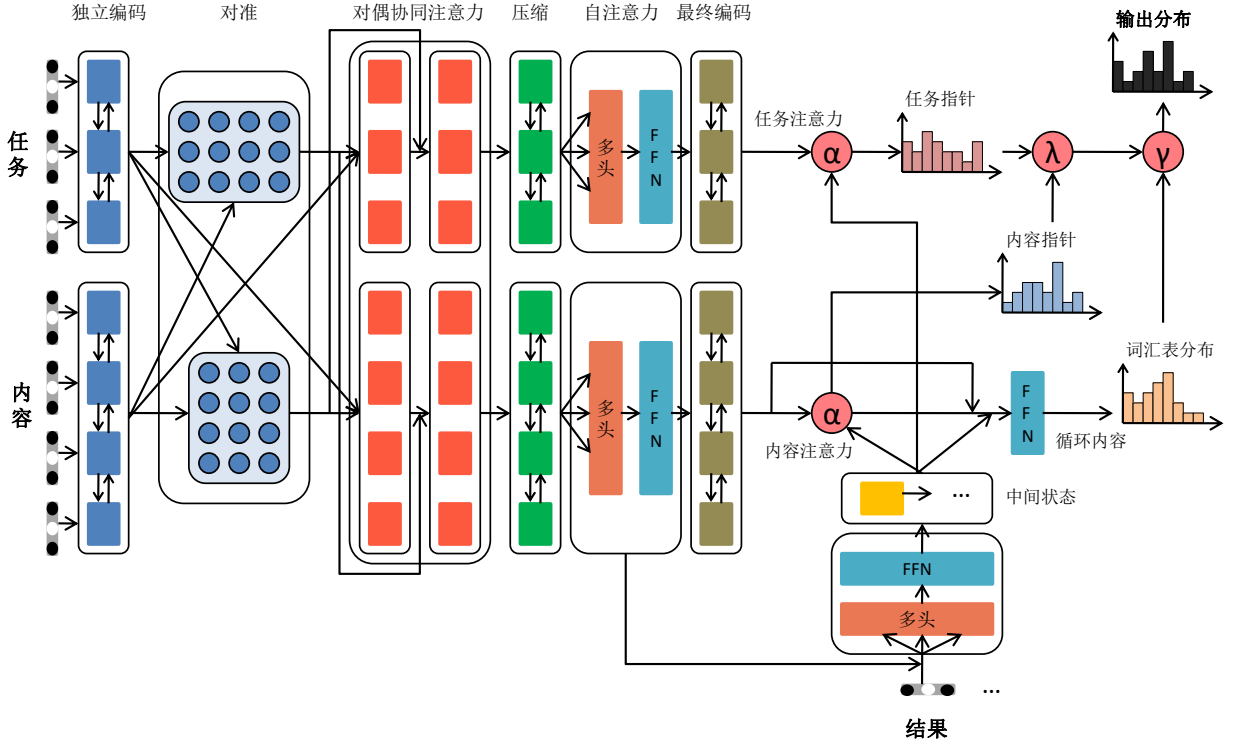 独立编码
对准
对偶协同注意力
压缩
自注意力
最终编码
输出分布
任务
多头
FFN
任务注意力
α
任务指针
λ
γ
内容指针
内容
多头
FFN
α
内容注意力
FFN
循环内容
词汇表分布
...
中间状态
FFN
多头
...
结果